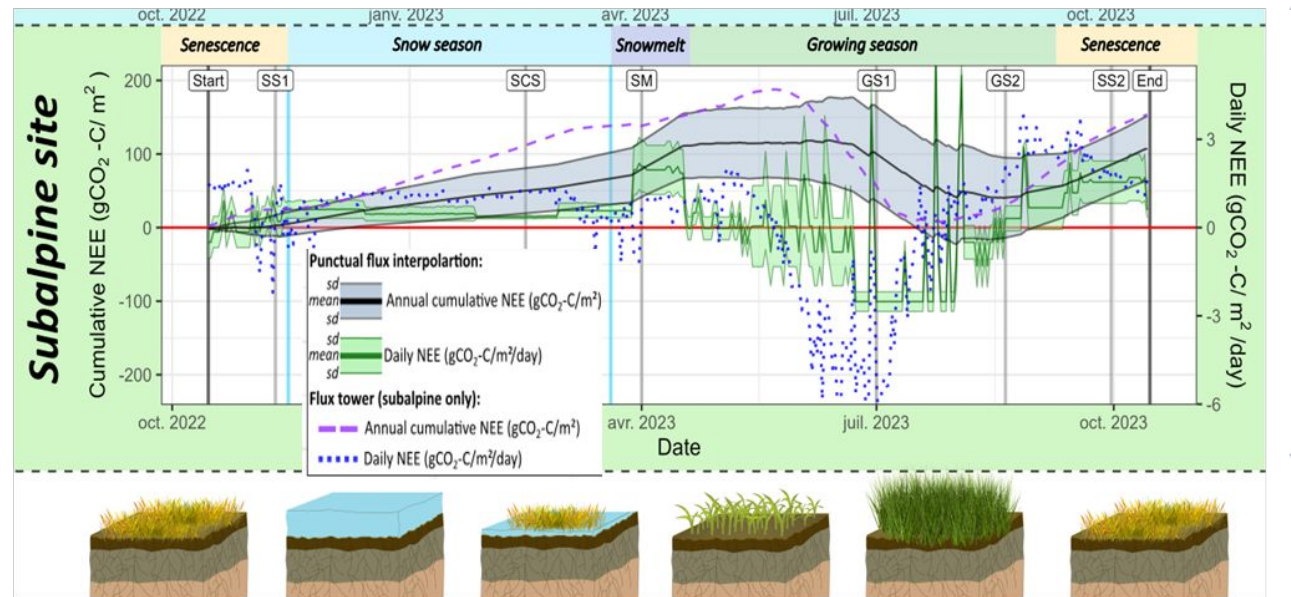 oct. 2022 janv. 2023 avr. 2023 juil. 2023 oct. 2023
Senescence Snow season Snowmelt Growing season Senescence
Subalpine site
Cumulative NEE (gCO₂ -C/ m²)
200
100
0
-100
-200
Start SS1 SCS SM GS1 GS2 SS2 End
3
0
-3
-6
Daily NEE (gCO₂ -C/ m² /day)
Punctual flux interpolartion:
sd
mean Annual cumulative NEE (gCO₂-C/m²)
sd
sd
mean Daily NEE (gCO₂-C/m²/day)
sd
Flux tower (subalpine only):
Annual cumulative NEE (gCO₂-C/m²)
Daily NEE (gCO₂-C/m²/day)
oct. 2022 avr. 2023 juil. 2023 oct. 2023
Date